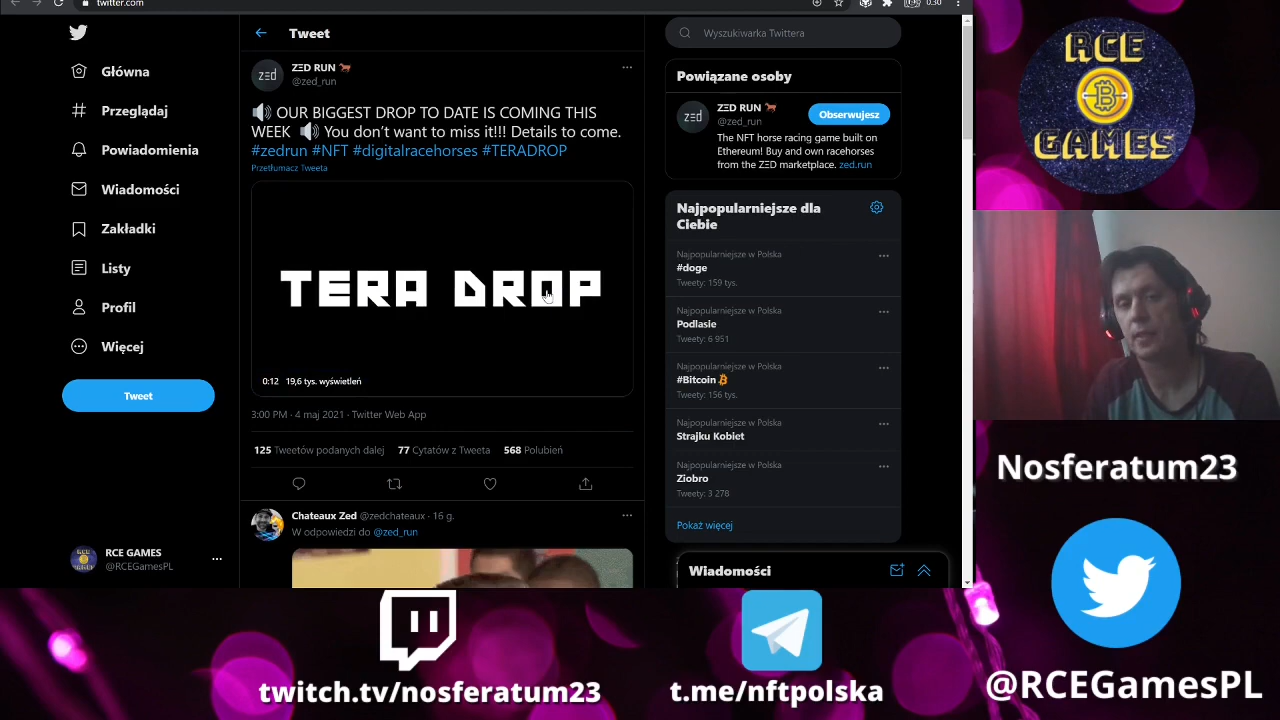 twitter.com
0.30
Tweet
Wyszukiwarka Twittera
Główna
Przeglądaj
Powiadomienia
Wiadomości
Zakładki
Listy
Profil
Więcej
Tweet
RCE GAMES
@RCEGamesPL
ZED
ZΞD RUN
@zed_run
OUR BIGGEST DROP TO DATE IS COMING THIS
WEEK You don’t want to miss it!!! Details to come.
#zedrun #NFT #digitalracehorses #TERADROP
Przetłumacz Tweeta
TERA DROP
0:12 19,6 tys. wyświetleń
3:00 PM · 4 maj 2021 · Twitter Web App
125 Tweetów podanych dalej 77 Cytatów z Tweeta 568 Polubień
Chateaux Zed @zedchateaux · 16 g.
W odpowiedzi do @zed_run
Powiązane osoby
ZED
ZΞD RUN
@zed_run
Obserwujesz
The NFT horse racing game built on
Ethereum! Buy and own racehorses
from the ZΞD marketplace. zed.run
Najpopularniejsze dla
Ciebie
Najpopularniejsze w Polska
#doge
Tweety: 159 tys.
Najpopularniejsze w Polska
Podlasie
Tweety: 6 951
Najpopularniejsze w Polska
#Bitcoin
Tweety: 156 tys.
Najpopularniejsze w Polska
Strajku Kobiet
Najpopularniejsze w Polska
Ziobro
Tweety: 3 278
Pokaż więcej
Wiadomości
RCE
GAMES
Nosferatum23
@RCEGamesPL
twitch.tv/nosferatum23
t.me/nftpolska